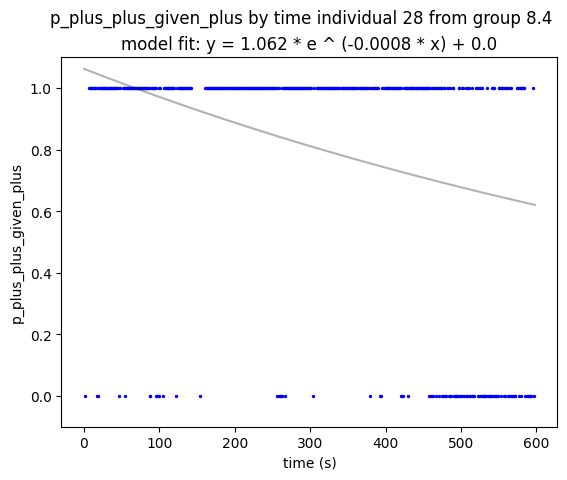 p_plus_plus_given_plus by time individual 28 from group 8.4
model fit: y = 1.062 * e ^ (-0.0008 * x) + 0.0
1.0
0.8
0.6
0.4
0.2
0.0
p_plus_plus_given_plus
0 100 200 300 400 500 600
time (s)